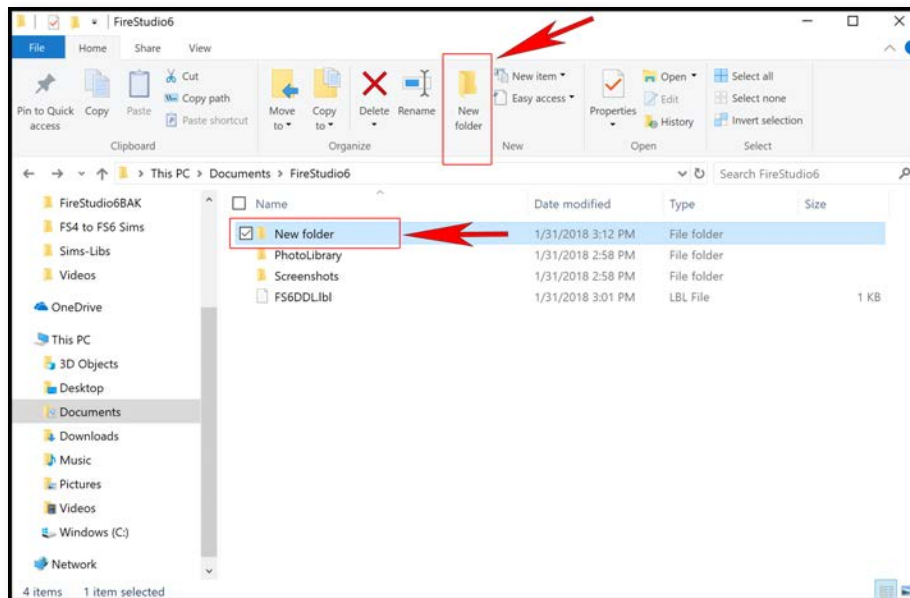 FireStudio6
File Home Share View
Pin to Quick access
Copy
Paste
Cut
Copy path
Paste shortcut
Clipboard
Move to
Copy to
Delete
Rename
Organize
New folder
New item
Easy access
New
Properties
Open
Edit
History
Open
Select all
Select none
Invert selection
Select
This PC > Documents > FireStudio6
Search FireStudio6
FireStudio6BAK
FS4 to FS6 Sims
Sims-Libs
Videos
OneDrive
This PC
3D Objects
Desktop
Documents
Downloads
Music
Pictures
Videos
Windows (C:)
Network
Name Date modified Type Size
New folder 1/31/2018 3:12 PM File folder
PhotoLibrary 1/31/2018 2:58 PM File folder
Screenshots 1/31/2018 2:58 PM File folder
FS6DDL.lbl 1/31/2018 3:01 PM LBL File 1 KB
4 items 1 item selected